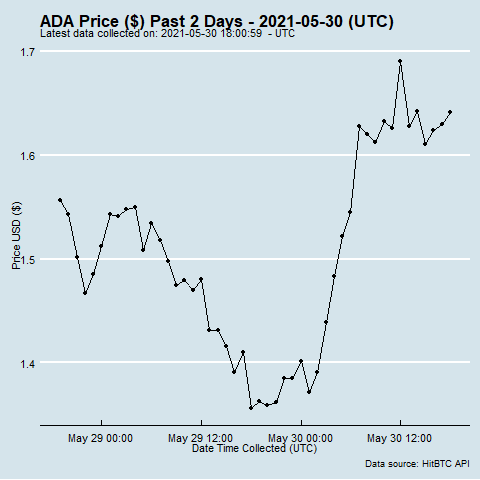 ADA Price ($) Past 2 Days - 2021-05-30 (UTC)
Latest data collected on: 2021-05-30 18:00:59  - UTC
1.7
1.6
1.5
1.4
Price USD ($)
May 29 00:00
May 29 12:00
May 30 00:00
May 30 12:00
Date Time Collected (UTC)
Data source: HitBTC API